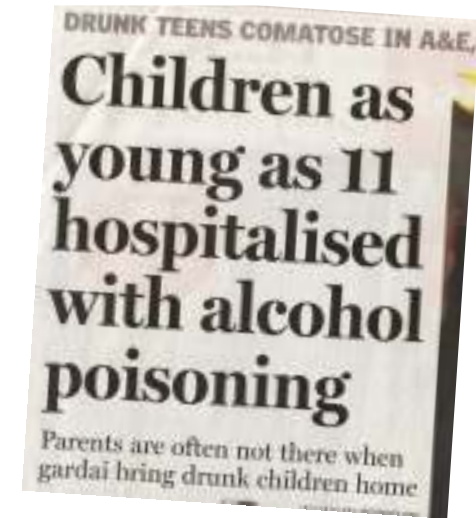 DRUNK TEENS COMATOSE IN A&E,
Children as
young as 11
hospitalised
with alcohol
poisoning
Parents are often not there when
gardai bring drunk children home